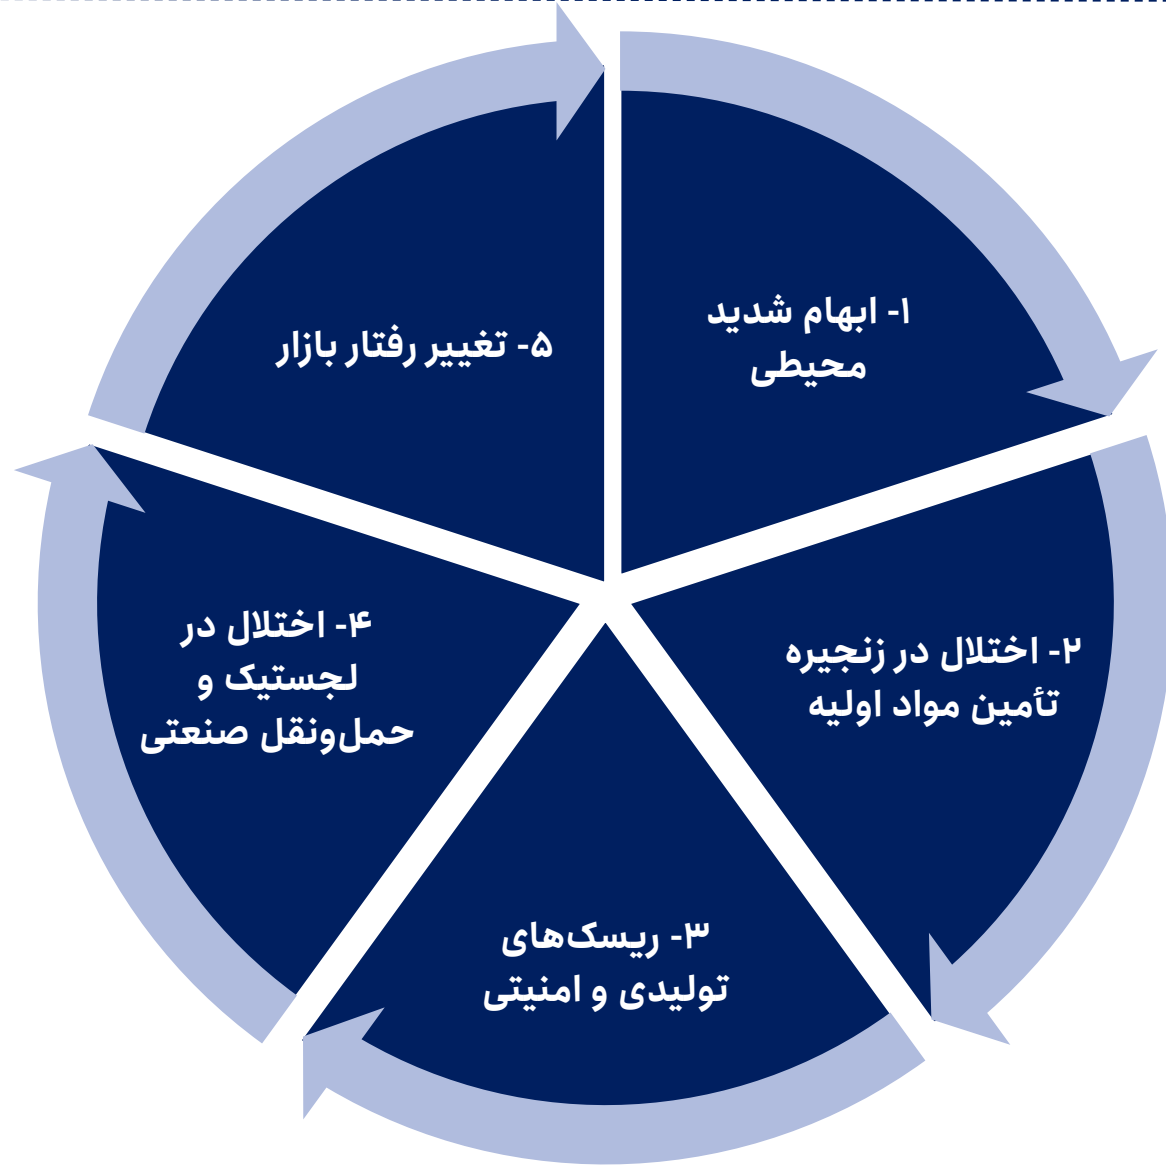 ۱- ابهام شدید
محیطی
۲- اختلال در زنجیره
تأمین مواد اولیه
۳- ریسک‌های
تولیدی و امنیتی
۴- اختلال در
لجستیک و
حمل‌ونقل صنعتی
۵- تغییر رفتار بازار